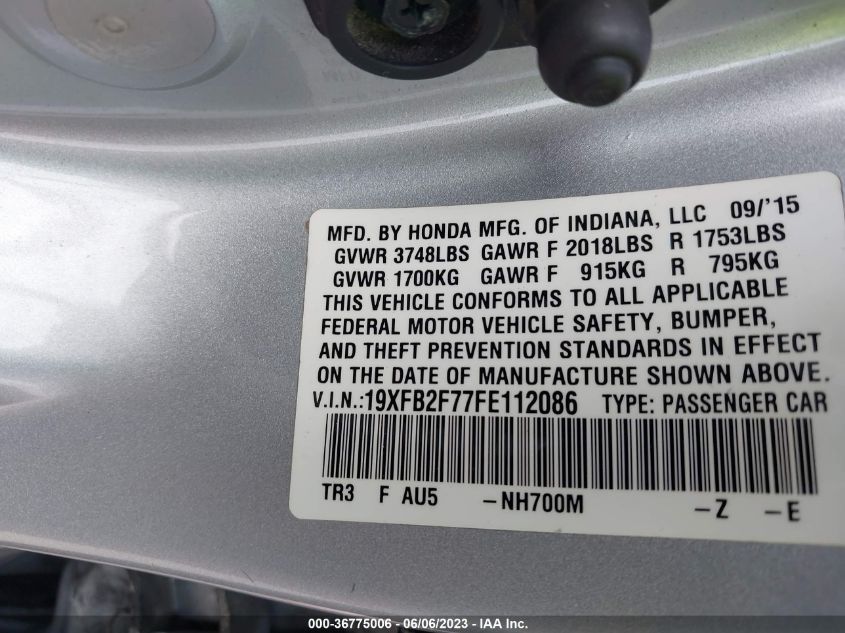 MFD. BY HONDA MFG. OF INDIANA, LLC 09/'15
GVWR 3748LBS GAWR F 2018LBS R 1753LBS
GVWR 1700KG GAWR F 915KG R 795KG
THIS VEHICLE CONFORMS TO ALL APPLICABLE
FEDERAL MOTOR VEHICLE SAFETY, BUMPER,
AND THEFT PREVENTION STANDARDS IN EFFECT
ON THE DATE OF MANUFACTURE SHOWN ABOVE.
V.I.N.:19XFB2F77FE112086 TYPE: PASSENGER CAR
TR3 F AU5 -NH700M -Z -E
000-36775006 - 06/06/2023 - IAA Inc.